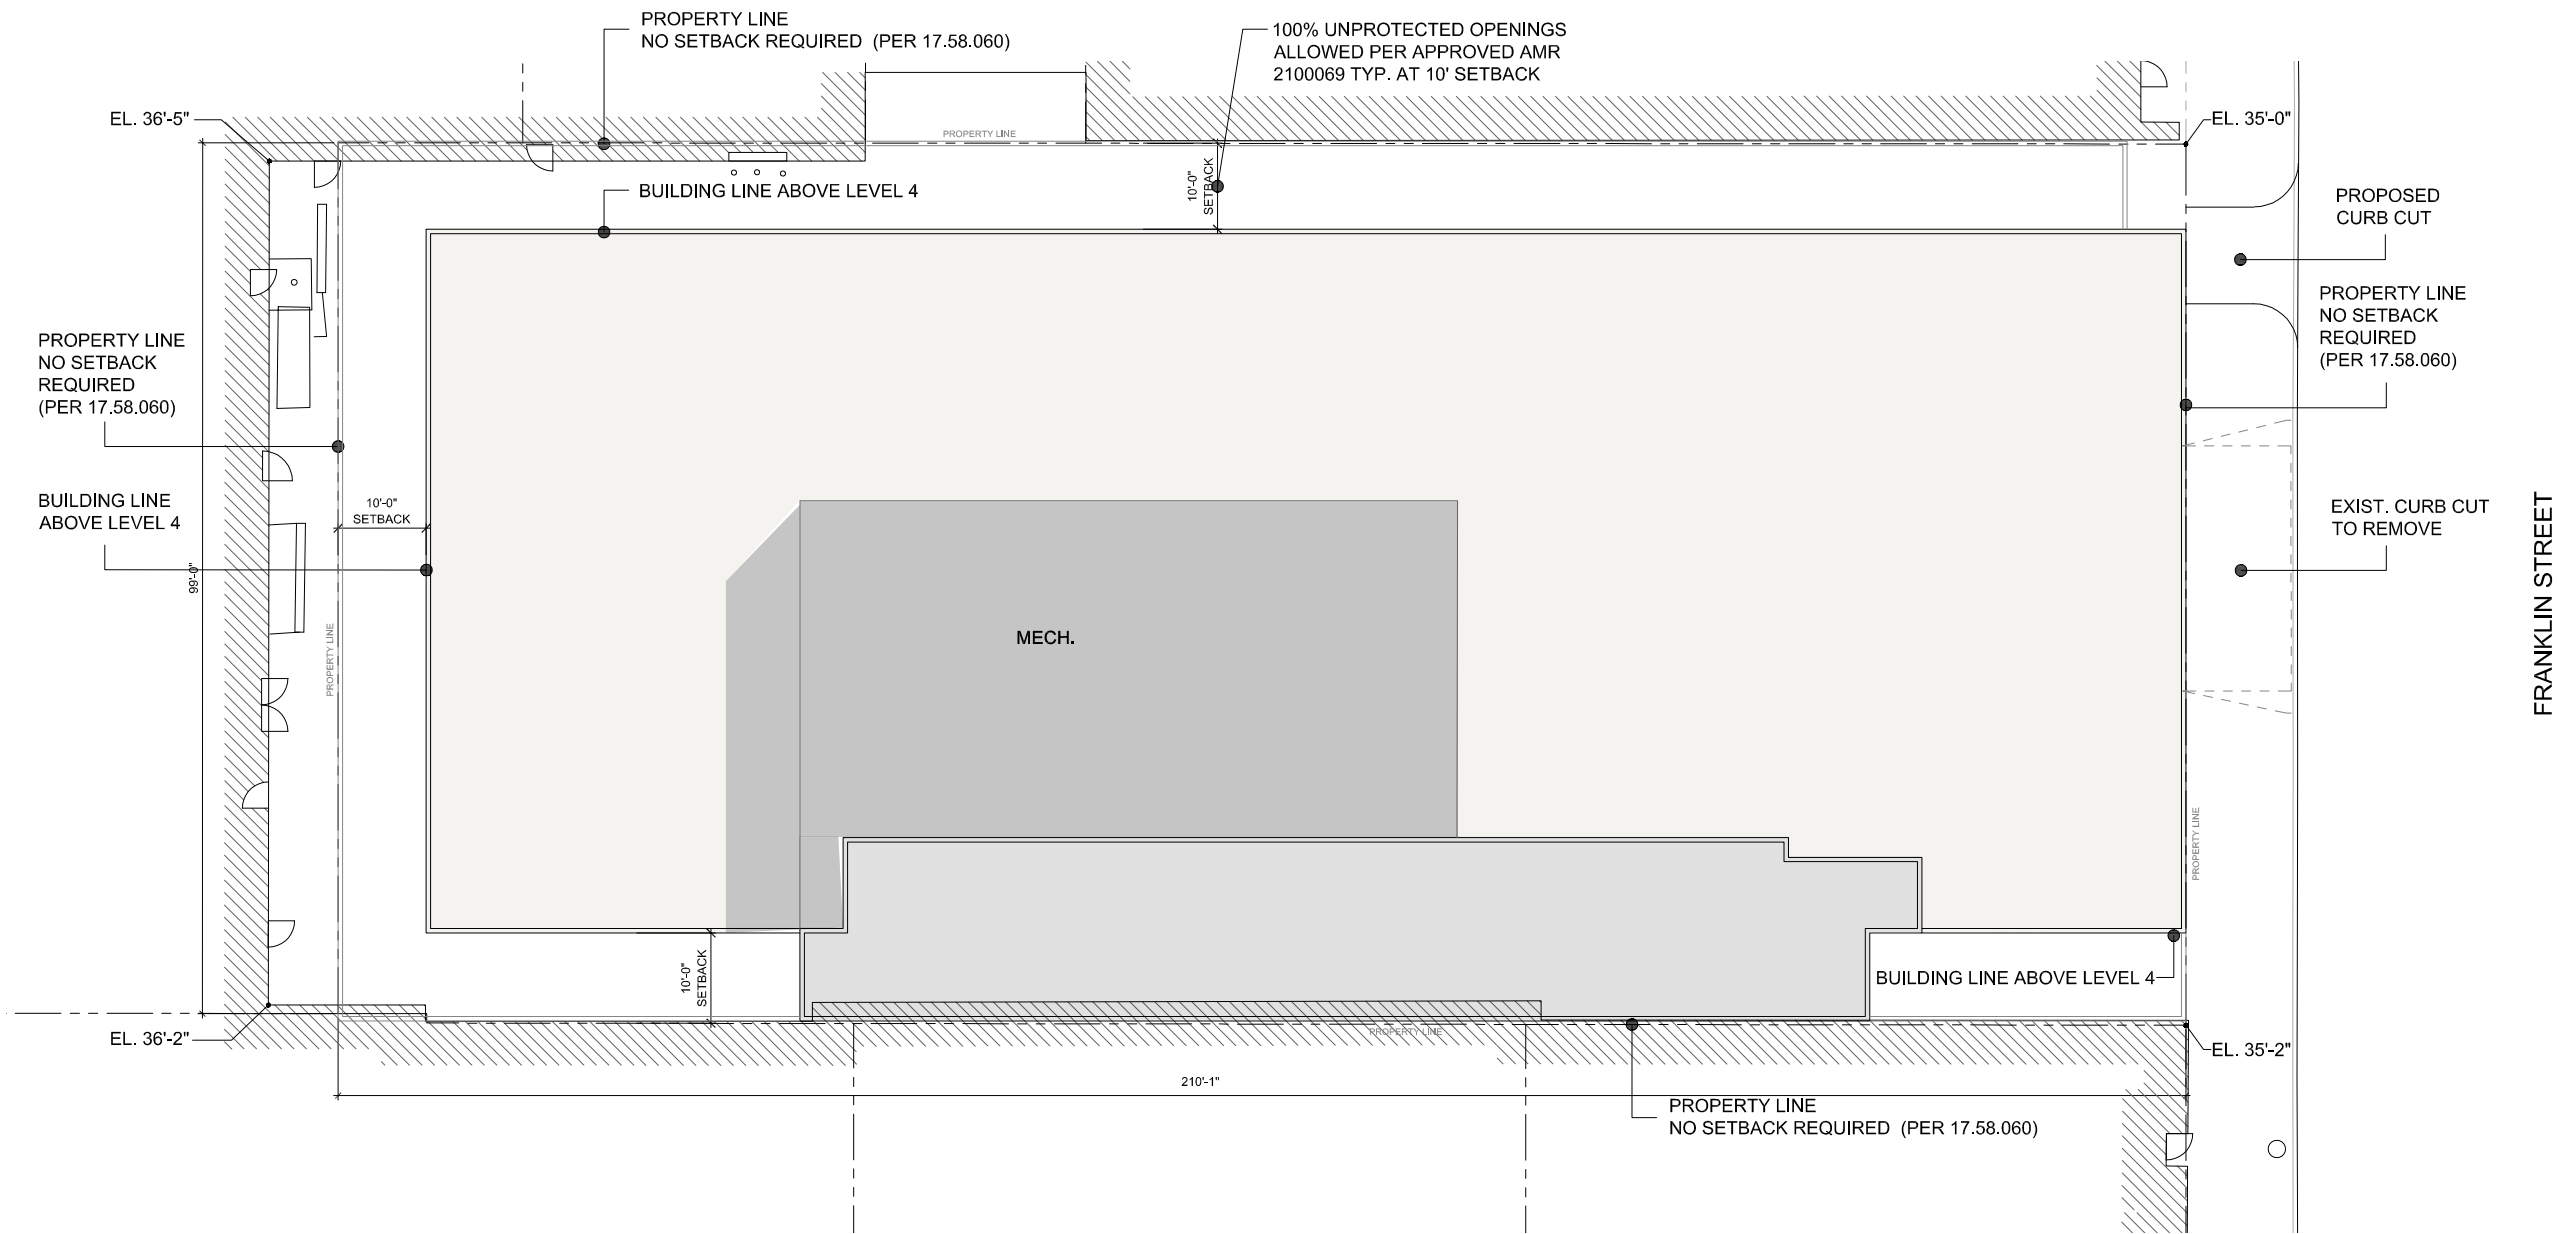 PROPERTY LINE
NO SETBACK REQUIRED (PER 17.58.060)
100% UNPROTECTED OPENINGS
ALLOWED PER APPROVED AMR
2100069 TYP. AT 10' SETBACK
EL. 36'-5"
EL. 35'-0"
PROPERTY LINE
BUILDING LINE ABOVE LEVEL 4
10'-0"
SETBACK
PROPOSED
CURB CUT
PROPERTY LINE
NO SETBACK
REQUIRED
(PER 17.58.060)
PROPERTY LINE
NO SETBACK
REQUIRED
(PER 17.58.060)
BUILDING LINE
ABOVE LEVEL 4
10'-0"
SETBACK
99'-0"
EXIST. CURB CUT
TO REMOVE
FRANKLIN STREET
MECH.
PROPERTY LINE
PROPERTY LINE
10'-0"
SETBACK
BUILDING LINE ABOVE LEVEL 4
EL. 36'-2"
PROPERTY LINE
EL. 35'-2"
210'-1"
PROPERTY LINE
NO SETBACK REQUIRED (PER 17.58.060)